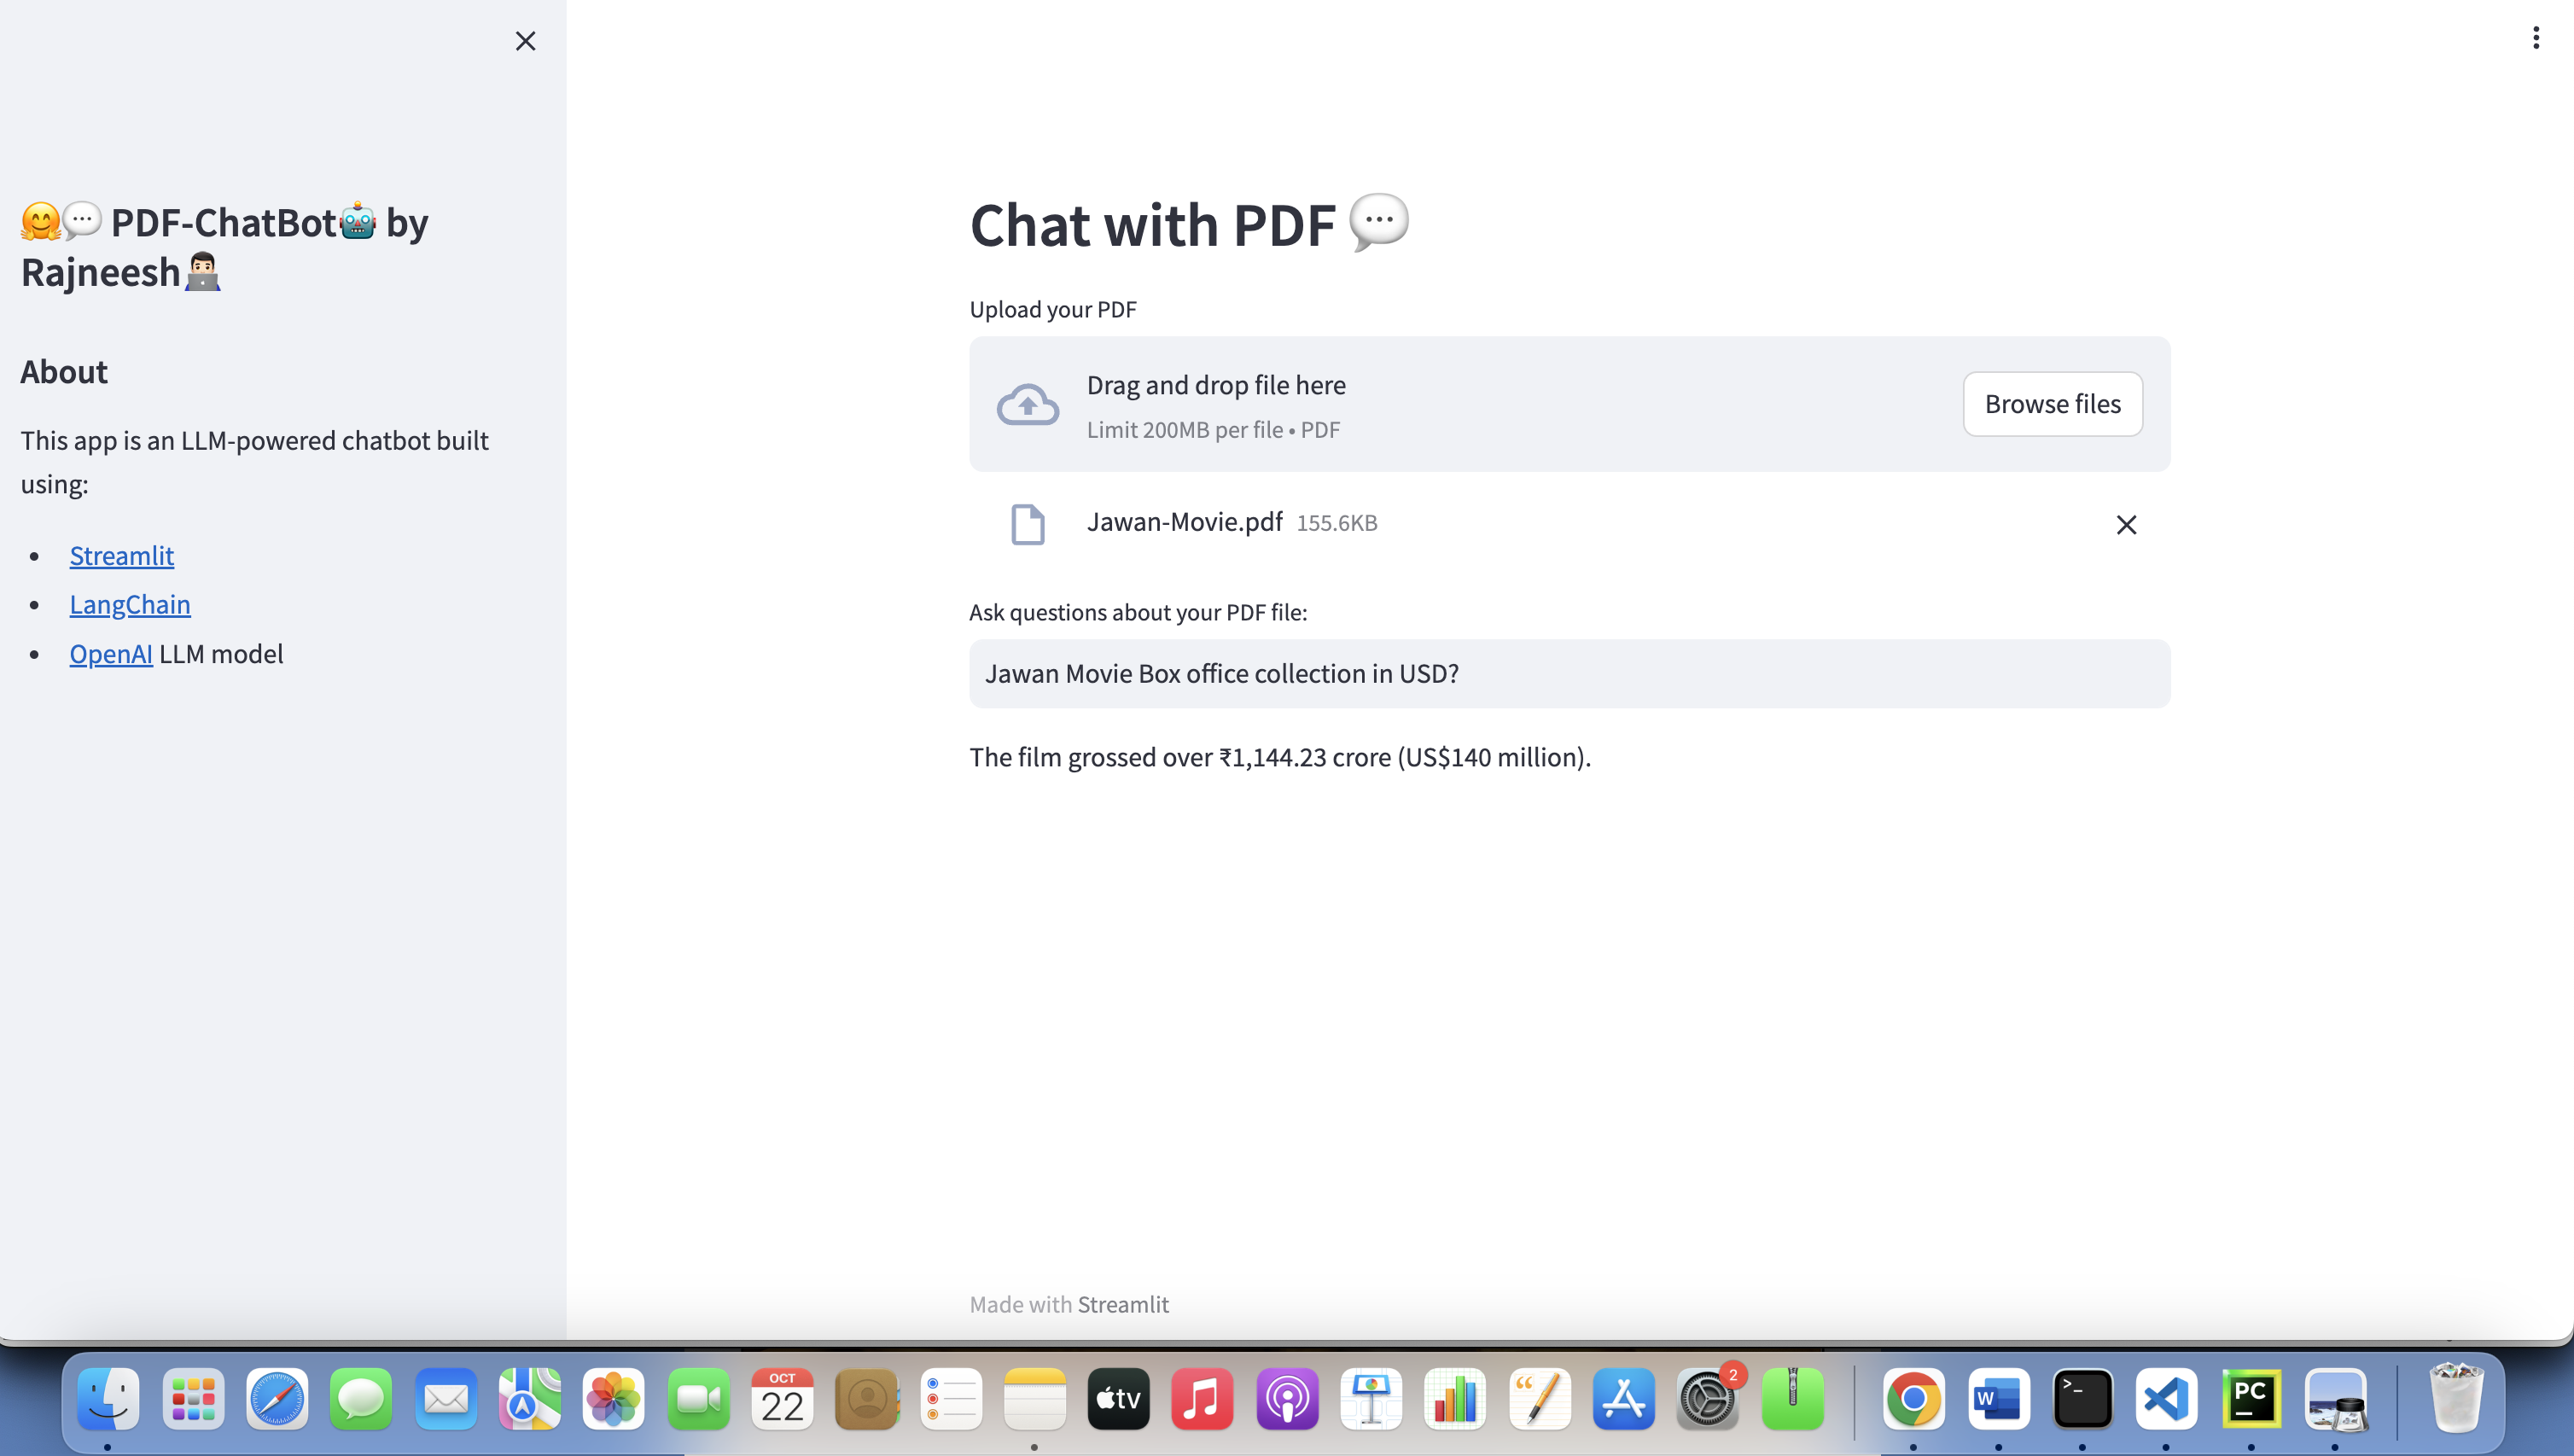 🤗💬 PDF-ChatBot🤖 by
Rajneesh👨🏻‍💻
About
This app is an LLM-powered chatbot built
using:
• Streamlit
• LangChain
• OpenAI LLM model
Chat with PDF 💬
Upload your PDF
Drag and drop file here
Limit 200MB per file • PDF
Browse files
Jawan-Movie.pdf 155.6KB
Ask questions about your PDF file:
Jawan Movie Box office collection in USD?
The film grossed over ₹1,144.23 crore (US$140 million).
Made with Streamlit
OCT
22
tv
2
W
>_
PC